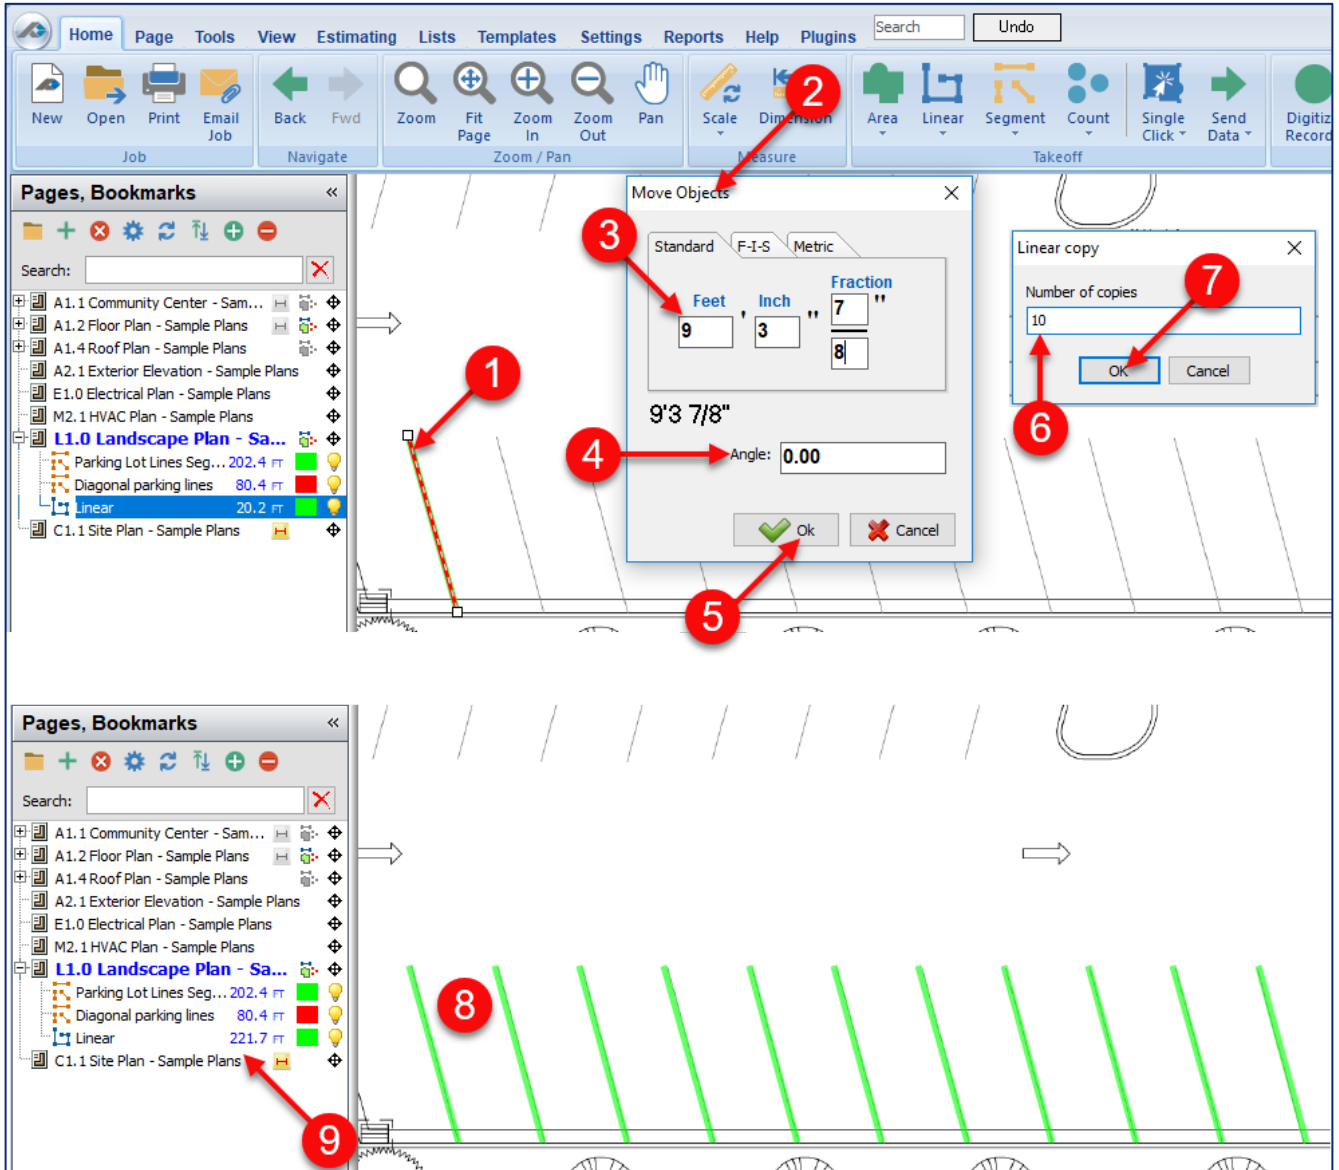 Home Page Tools View Estimating Lists Templates Settings Reports Help Plugins Search Undo
New Open Print Email Job Back Fwd Zoom Fit Page Zoom In Zoom Out Pan Scale Dimension Area Linear Segment Count Single Click Send Data Digitiz Record
Job Navigate Zoom / Pan Measure Takeoff
2
Pages, Bookmarks «
Search:
A1.1 Community Center - Sam...
A1.2 Floor Plan - Sample Plans
A1.4 Roof Plan - Sample Plans
A2.1 Exterior Elevation - Sample Plans
E1.0 Electrical Plan - Sample Plans
M2.1 HVAC Plan - Sample Plans
L1.0 Landscape Plan - Sa...
Parking Lot Lines Seg... 202.4 FT
Diagonal parking lines 80.4 FT
Linear 20.2 FT
C1.1 Site Plan - Sample Plans
1
Move Objects
3
Standard F-I-S Metric
Feet Inch Fraction
9 ' 3 " 7 "
8
9'3 7/8"
4
Angle: 0.00
Ok Cancel
5
Linear copy
7
Number of copies
10
OK Cancel
6
Pages, Bookmarks «
Search:
A1.1 Community Center - Sam...
A1.2 Floor Plan - Sample Plans
A1.4 Roof Plan - Sample Plans
A2.1 Exterior Elevation - Sample Plans
E1.0 Electrical Plan - Sample Plans
M2.1 HVAC Plan - Sample Plans
L1.0 Landscape Plan - Sa...
Parking Lot Lines Seg... 202.4 FT
Diagonal parking lines 80.4 FT
Linear 221.7 FT
C1.1 Site Plan - Sample Plans
8
9